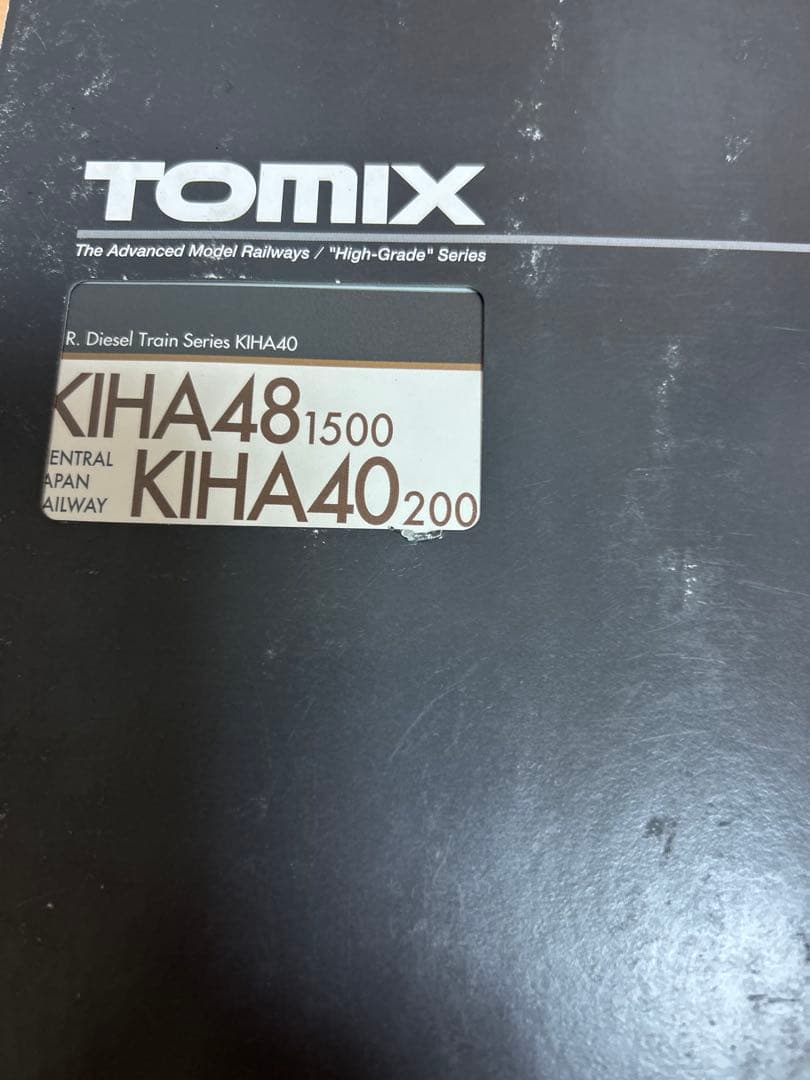 TOMIX
The Advanced Model Railways / "High-Grade" Series
R. Diesel Train Series KIHA40
KIHA48 1500
ENTRAL
APAN
AILWAY
KIHA40 200